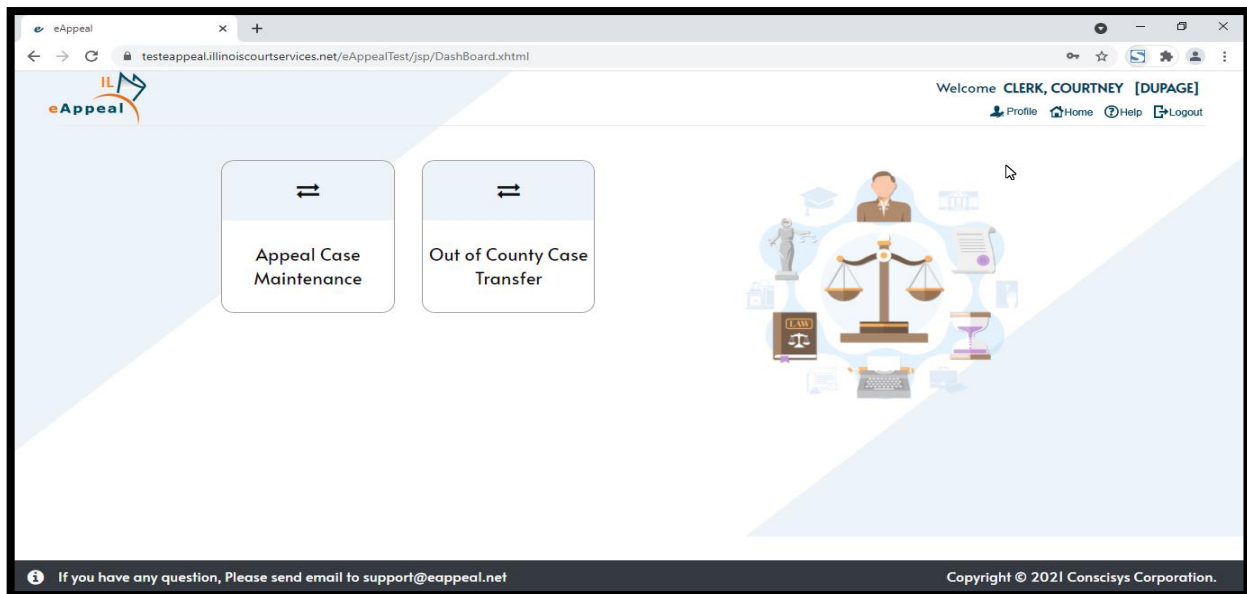 eAppeal
testeappeal.illinoiscourtservices.net/eAppealTest/jsp/DashBoard.xhtml
IL
eAppeal
Welcome CLERK, COURTNEY [DUPAGE]
Profile Home Help Logout
Appeal Case
Maintenance
Out of County Case
Transfer
LAW
If you have any question, Please send email to support@eappeal.net
Copyright © 2021 Conscisys Corporation.